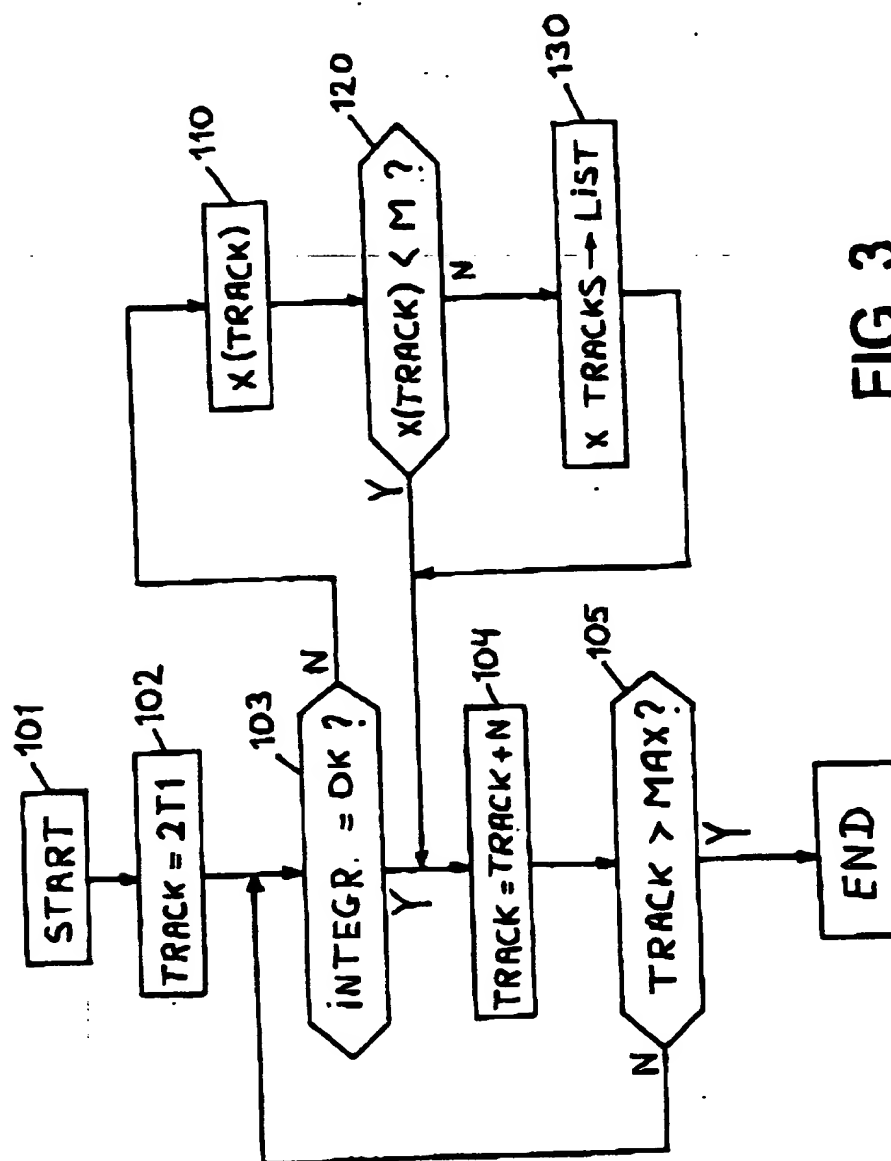 START
101
TRACK = 2T1
102
iNTEGR. = OK ?
103
N
Y
TRACK=TRACK+N
104
TRACK > MAX?
105
N
Y
END
X(TRACK)
110
X(TRACK) < M ?
120
Y
N
X TRACKS → LiST
130
FIG. 3